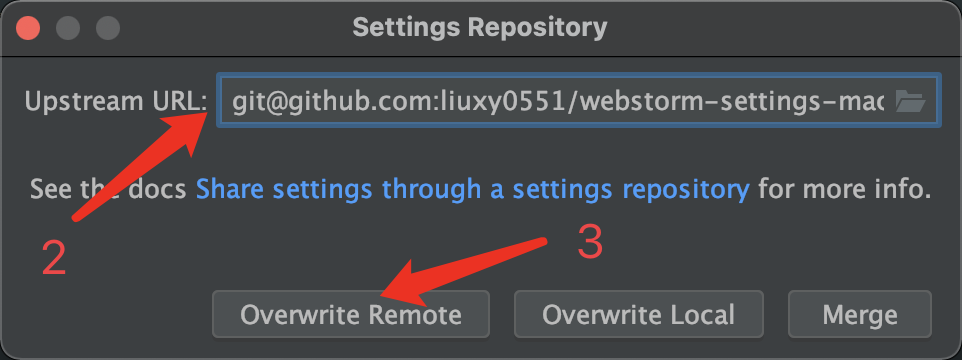 Settings Repository
Upstream URL: git@github.com:liuxy0551/webstorm-settings-mac
See the docs Share settings through a settings repository for more info.
2
3
Overwrite Remote Overwrite Local Merge